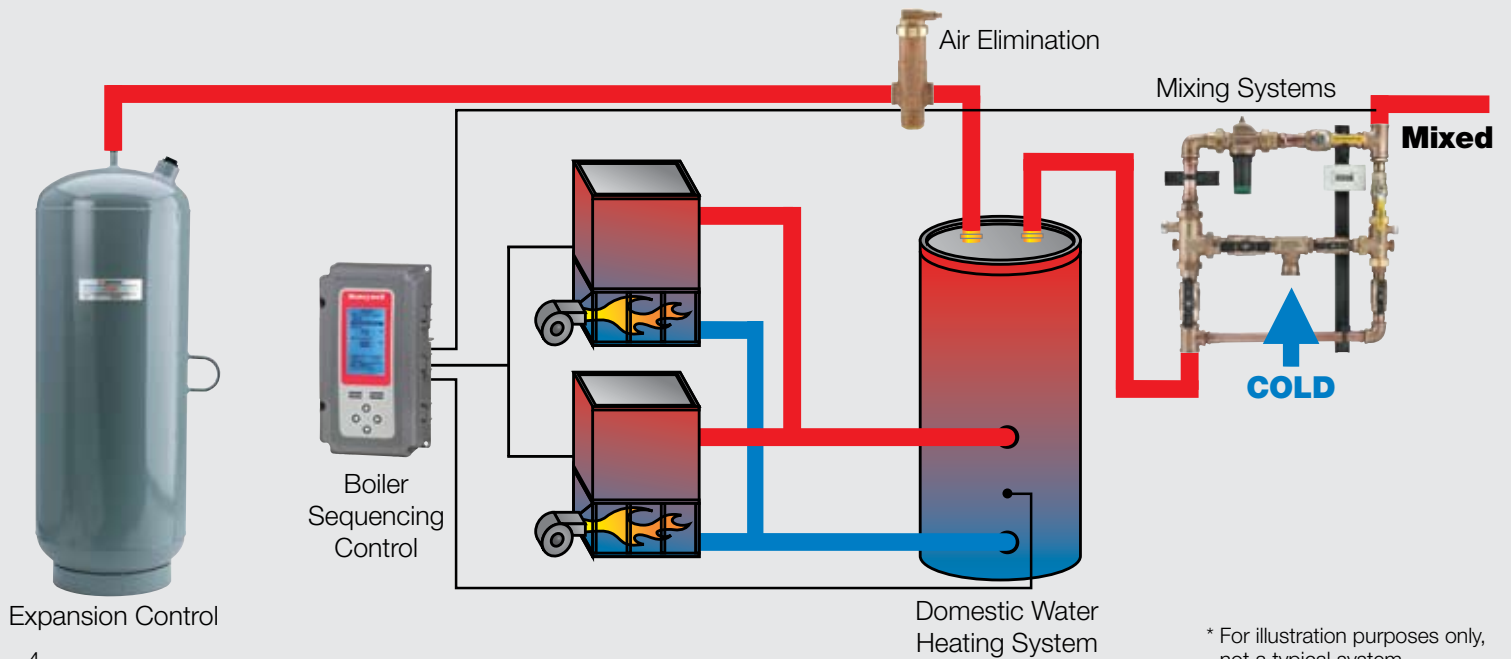 Air Elimination
Mixing Systems
Mixed
Honeywell
COLD
Boiler
Sequencing
Control
Expansion Control
Domestic Water
Heating System
* For illustration purposes only,